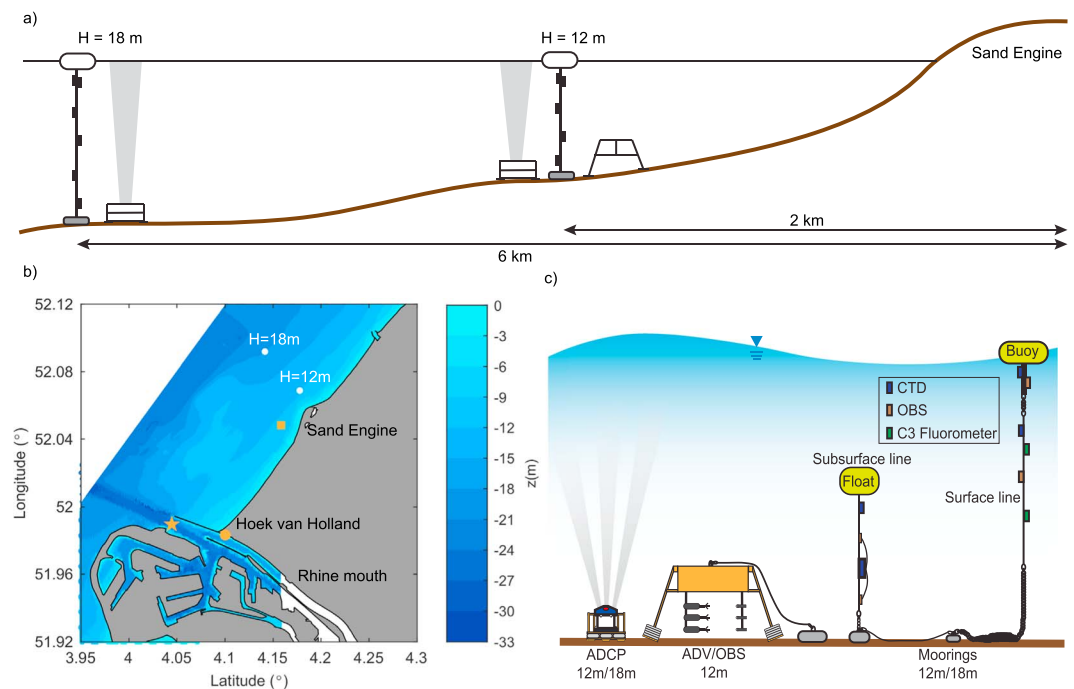 a)
H = 18 m
H = 12 m
Sand Engine
2 km
6 km
b)
52.12
52.08
52.04
52
51.96
51.92
3.95
4
4.05
4.1
4.15
4.2
4.25
4.3
Longitude (°)
Latitude (°)
H=18m
H=12m
Sand Engine
Hoek van Holland
Rhine mouth
0
-3
-6
-9
-12
-15
-18
-21
-24
-27
-30
-33
z(m)
c)
Buoy
CTD
OBS
C3 Fluorometer
Subsurface line
Float
Surface line
ADCP
12m/18m
ADV/OBS
12m
Moorings
12m/18m